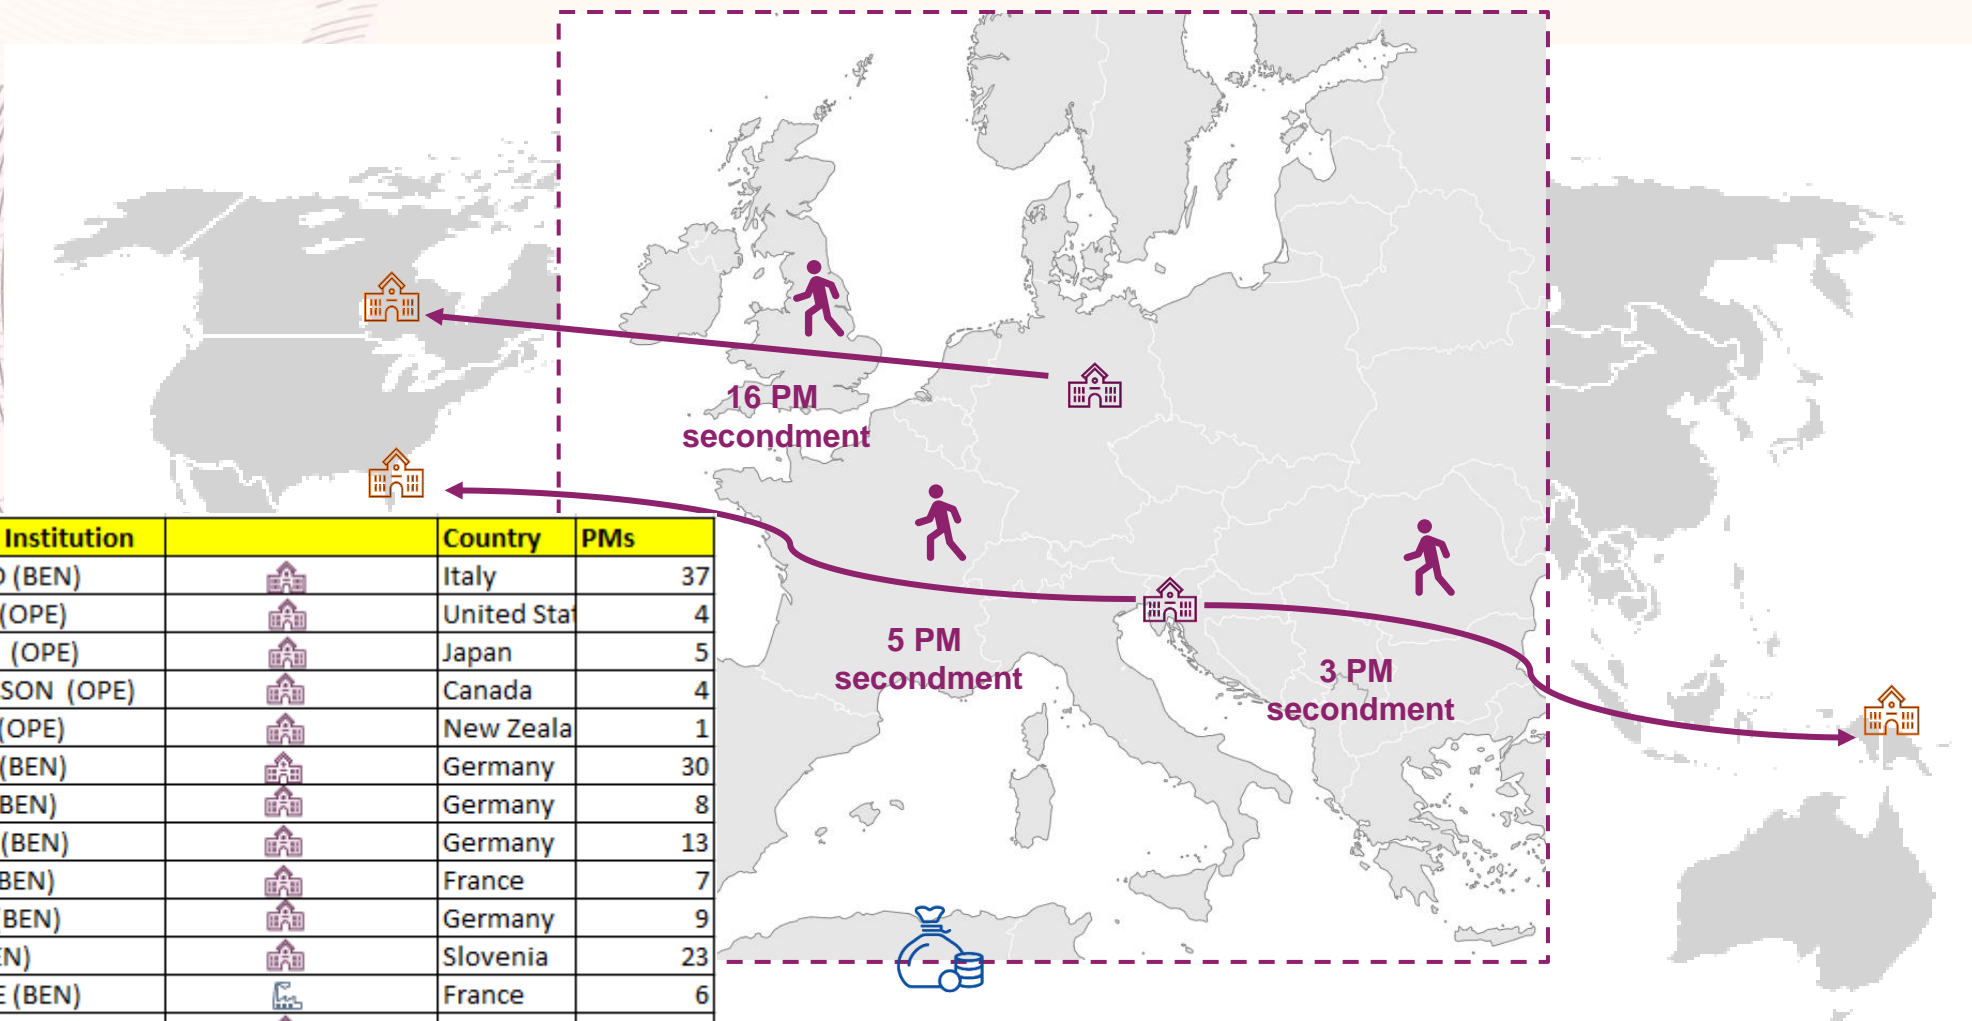 16 PM
secondment
5 PM
secondment
3 PM
secondment
Institution Country PMs
(BEN) Italy 37
(OPE) United Stat 4
(OPE) Japan 5
SON (OPE) Canada 4
(OPE) New Zeala 1
(BEN) Germany 30
BEN) Germany 8
(BEN) Germany 13
BEN) France 7
(BEN) Germany 9
EN) Slovenia 23
E (BEN) France 6